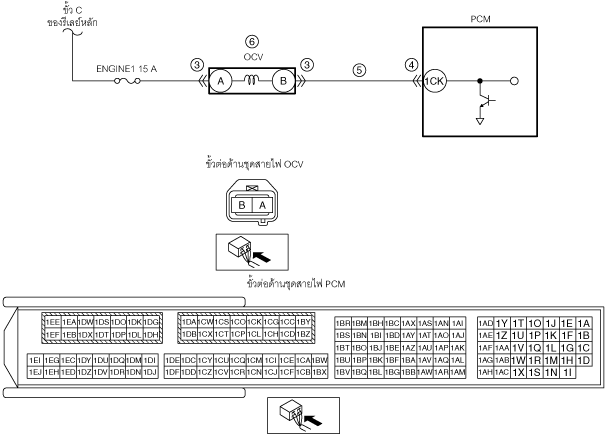 ขั้ว C
ของรีเลย์หลัก
PCM
ENGINE1 15 A
3
6
OCV
A
B
3
5
4
1CK
ขั้วต่อด้านชุดสายไฟ OCV
B A
ขั้วต่อด้านชุดสายไฟ PCM
1EE 1EA 1DW 1DS 1DO 1DK 1DG
1EF 1EB 1DX 1DT 1DP 1DL 1DH
1EI 1EG 1EC 1DY 1DU 1DQ 1DM 1DI
1EJ 1EH 1ED 1DZ 1DV 1DR 1DN 1DJ
1DA 1CW 1CS 1CO 1CK 1CG 1CC 1BY
1DB 1CX 1CT 1CP 1CL 1CH 1CD 1BZ
1DE 1DC 1CY 1CU 1CQ 1CM 1CI 1CE 1CA 1BW
1DF 1DD 1CZ 1CV 1CR 1CN 1CJ 1CF 1CB 1BX
1BR 1BM 1BH 1BC 1AX 1AS 1AN 1AI
1BS 1BN 1BI 1BD 1AY 1AT 1AO 1AJ
1BT 1BO 1BJ 1BE 1AZ 1AU 1AP 1AK
1BU 1BP 1BK 1BF 1BA 1AV 1AQ 1AL
1BV 1BQ 1BL 1BG 1BB 1AW 1AR 1AM
1AD 1Y 1T 1O 1J 1E 1A
1AE 1Z 1U 1P 1K 1F 1B
1AF 1AA 1V 1Q 1L 1G 1C
1AG 1AB 1W 1R 1M 1H 1D
1AH 1AC 1X 1S 1N 1I